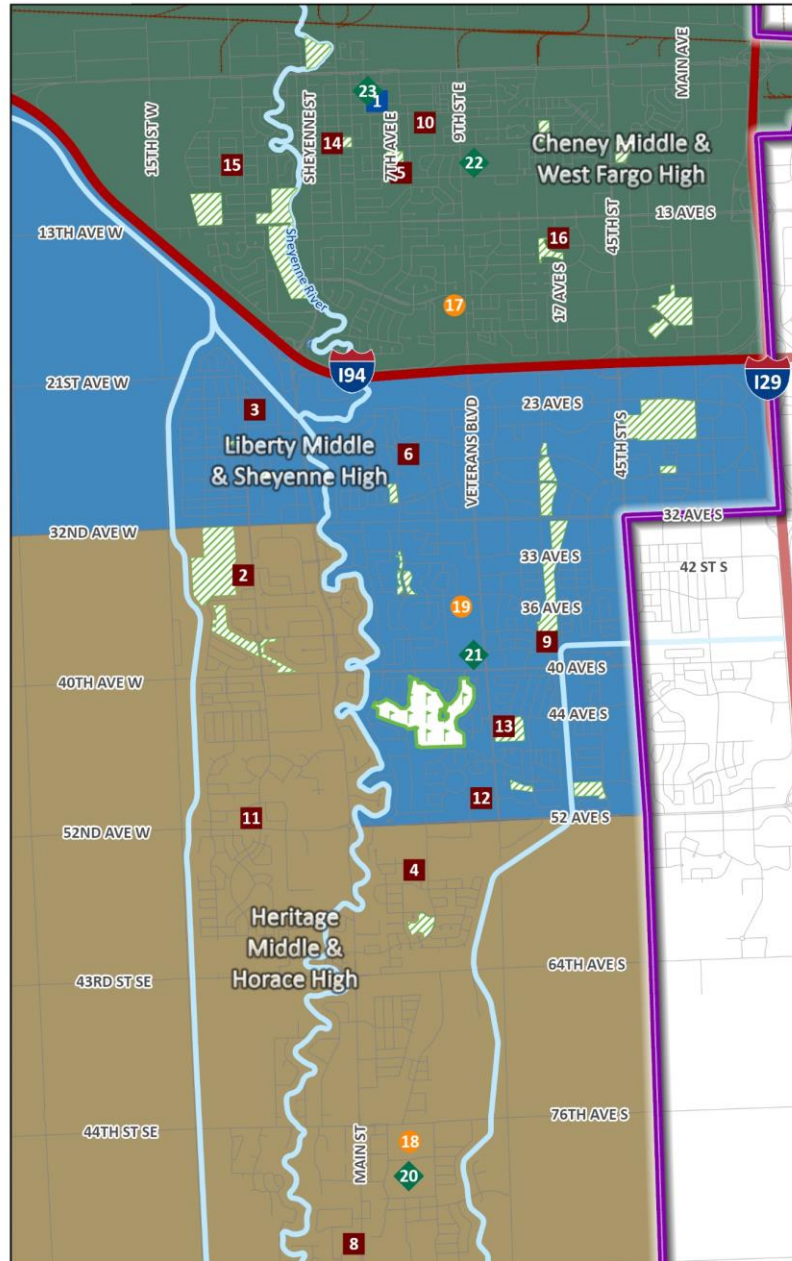 MAIN AVE
23
1
7TH AVE E
9TH ST E
10
SHEYENNE ST
14
15TH ST W
15
5
22
Cheney Middle &
West Fargo High
13 AVE S
45TH ST
16
17 AVE S
13TH AVE W
Sheyenne River
17
I94
I29
21ST AVE W
3
VETERANS BLVD
23 AVE S
45TH ST S
Liberty Middle
& Sheyenne High
6
32 AVE S
32ND AVE W
33 AVE S
42 ST S
2
19
36 AVE S
9
21
40 AVE S
40TH AVE W
44 AVE S
13
12
52 AVE S
11
52ND AVE W
4
Heritage
Middle &
Horace High
64TH AVE S
43RD ST SE
76TH AVE S
44TH ST SE
18
MAIN ST
20
8